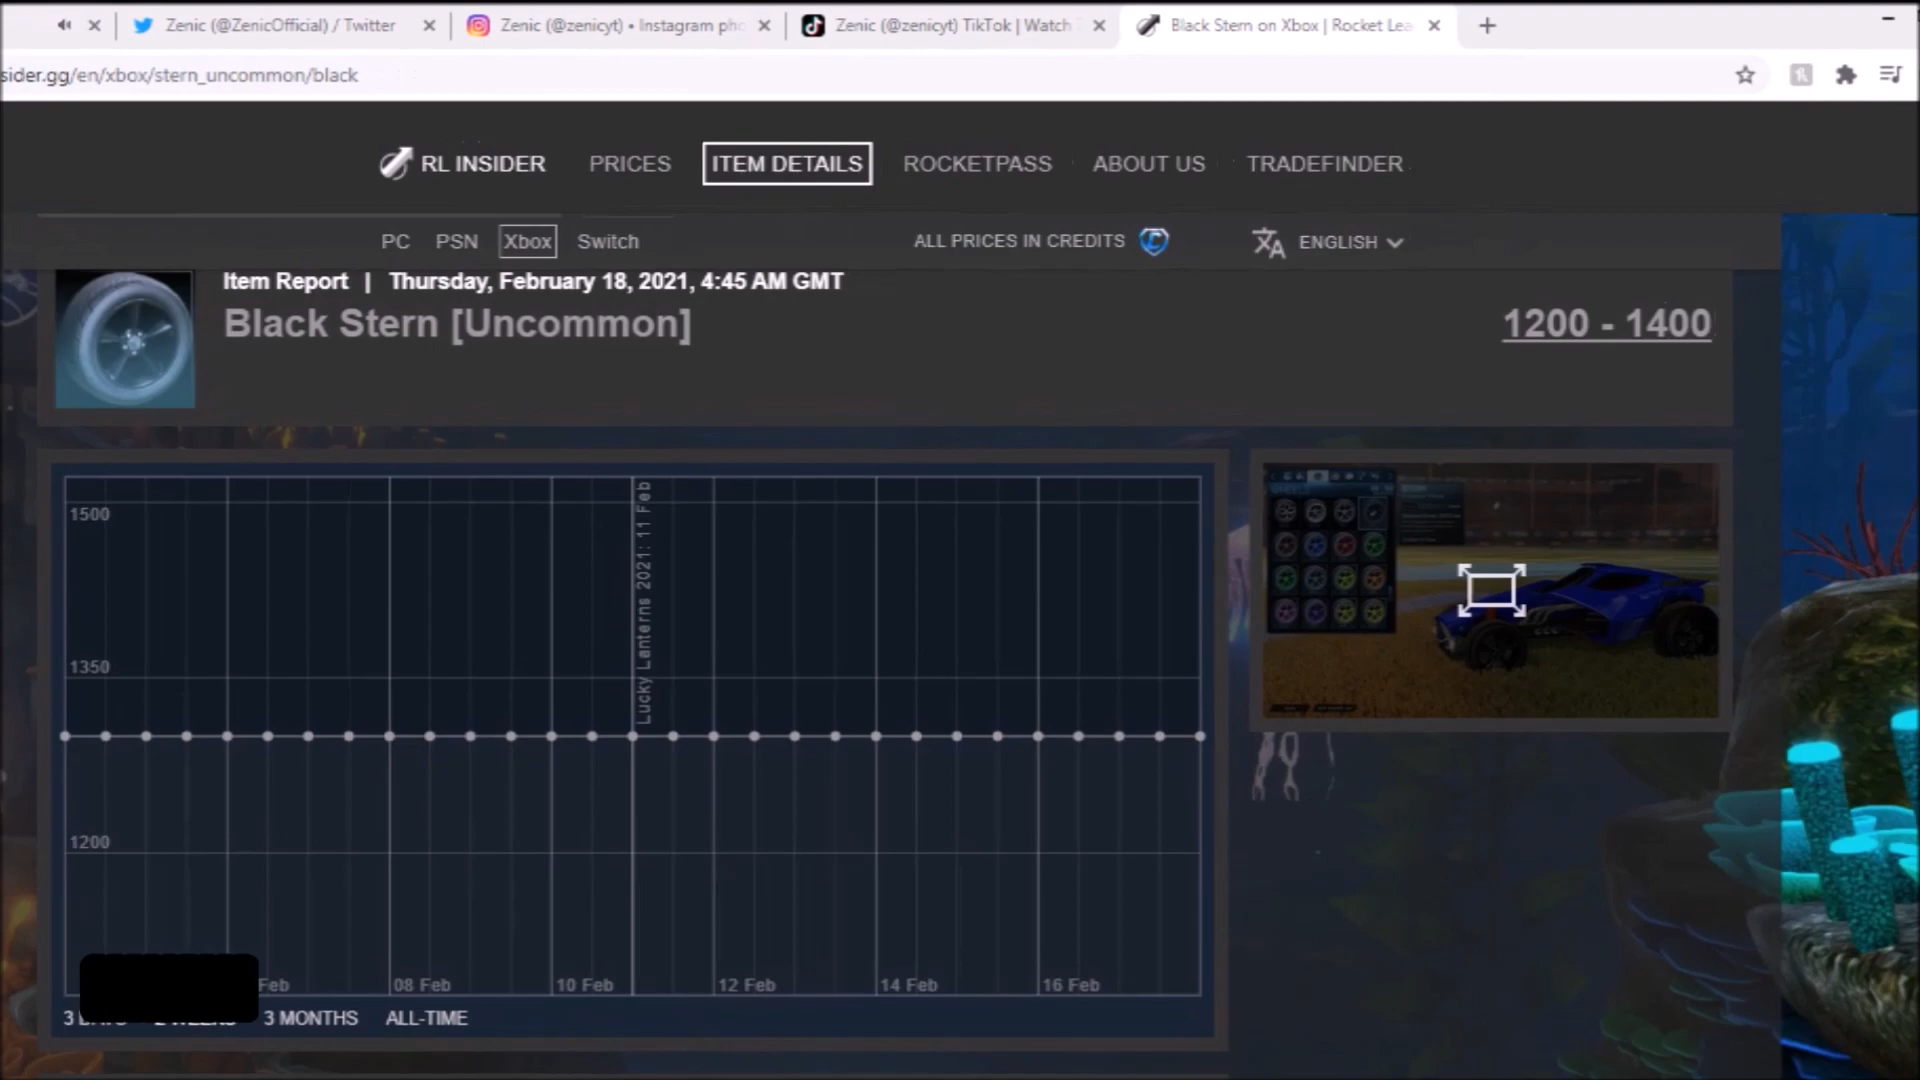 Zenic (@ZenicOfficial) / Twitter
Zenic (@zenicyt) • Instagram pho
Zenic (@zenicyt) TikTok | Watch
Black Stern on Xbox | Rocket Lea
sider.gg/en/xbox/stern_uncommon/black
RL INSIDER PRICES ITEM DETAILS ROCKETPASS ABOUT US TRADEFINDER
PC PSN Xbox Switch ALL PRICES IN CREDITS ENGLISH
Item Report | Thursday, February 18, 2021, 4:45 AM GMT
Black Stern [Uncommon] 1200 - 1400
1500
1350
1200
Lucky Lanterns 2021: 11 Feb
Feb 08 Feb 10 Feb 12 Feb 14 Feb 16 Feb
3 3 MONTHS ALL-TIME